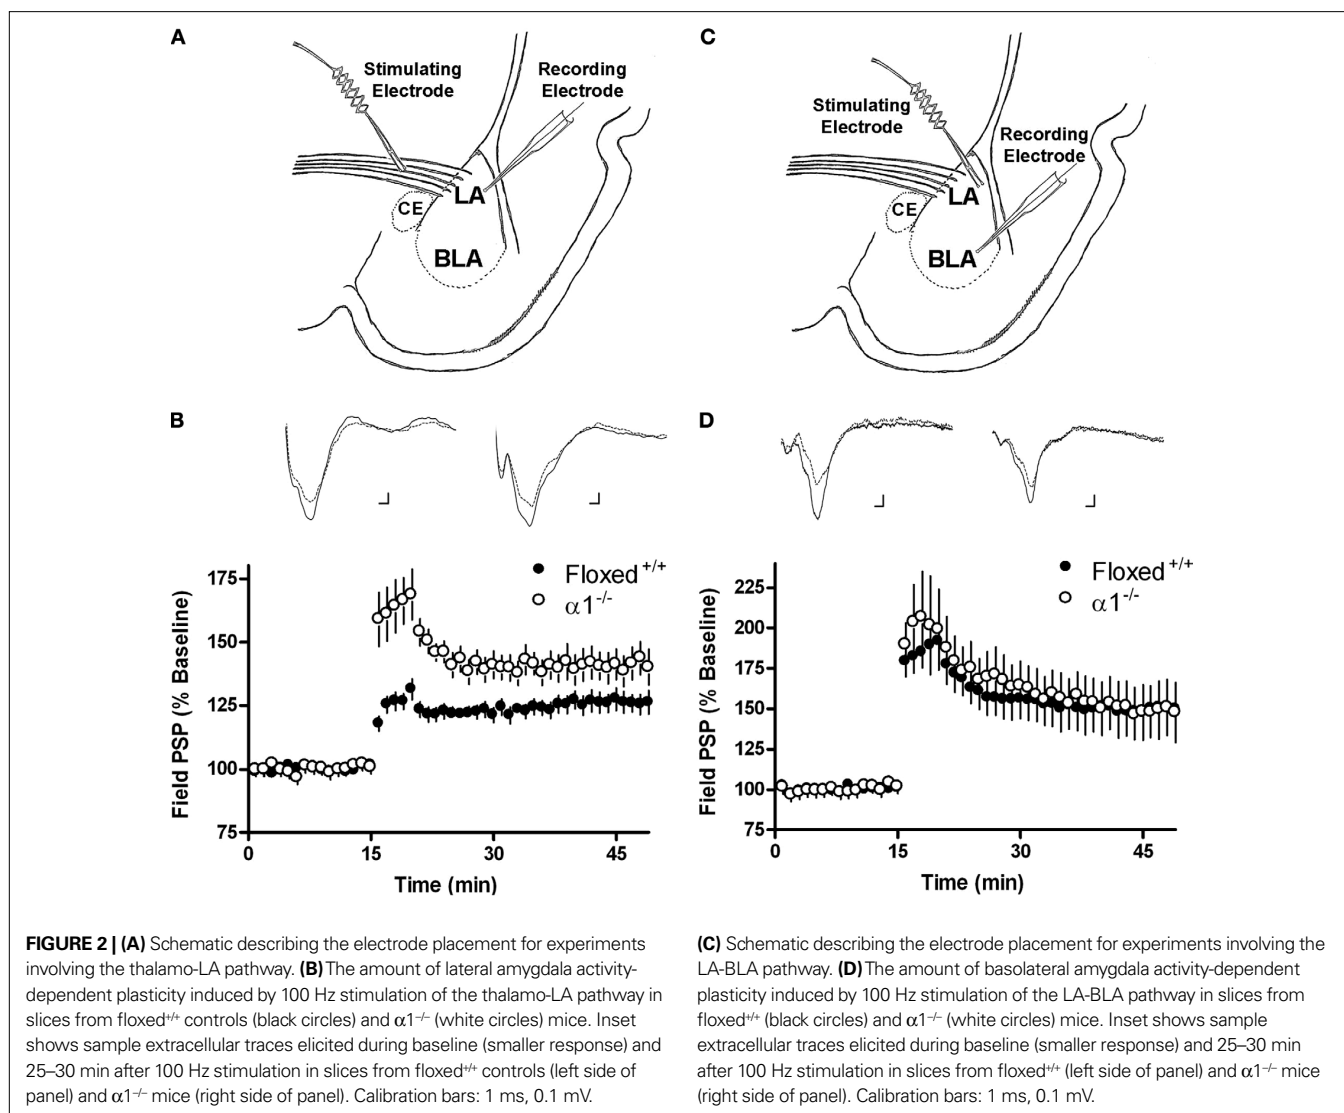 A
Stimulating
Electrode
Recording
Electrode
CE
LA
BLA
C
Stimulating
Electrode
Recording
Electrode
CE
LA
BLA
B
Floxed+/+
α1-/-
Field PSP (% Baseline)
175
150
125
100
75
0
15
30
45
Time (min)
D
Floxed+/+
α1-/-
Field PSP (% Baseline)
225
200
175
150
125
100
75
0
15
30
45
Time (min)
FIGURE 2 | (A) Schematic describing the electrode placement for experiments
involving the thalamo-LA pathway. (B) The amount of lateral amygdala activity-
dependent plasticity induced by 100 Hz stimulation of the thalamo-LA pathway in
slices from floxed+/+ controls (black circles) and α1−/− (white circles) mice. Inset
shows sample extracellular traces elicited during baseline (smaller response) and
25–30 min after 100 Hz stimulation in slices from floxed+/+ controls (left side of
panel) and α1−/− mice (right side of panel). Calibration bars: 1 ms, 0.1 mV.
(C) Schematic describing the electrode placement for experiments involving the
LA-BLA pathway. (D) The amount of basolateral amygdala activity-dependent
plasticity induced by 100 Hz stimulation of the LA-BLA pathway in slices from
floxed+/+ (black circles) and α1−/− (white circles) mice. Inset shows sample
extracellular traces elicited during baseline (smaller response) and 25–30 min
after 100 Hz stimulation in slices from floxed+/+ (left side of panel) and α1−/− mice
(right side of panel). Calibration bars: 1 ms, 0.1 mV.